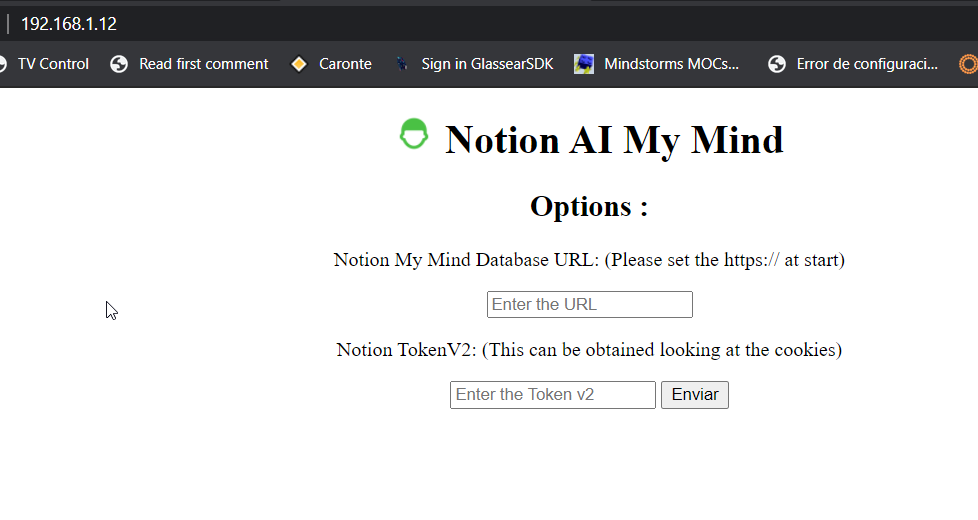 192.168.1.12
TV Control Read first comment Caronte Sign in GlassearSDK Mindstorms MOCs... Error de configuraci...
Notion AI My Mind
Options :
Notion My Mind Database URL: (Please set the https:// at start)
Enter the URL
Notion TokenV2: (This can be obtained looking at the cookies)
Enter the Token v2 Enviar